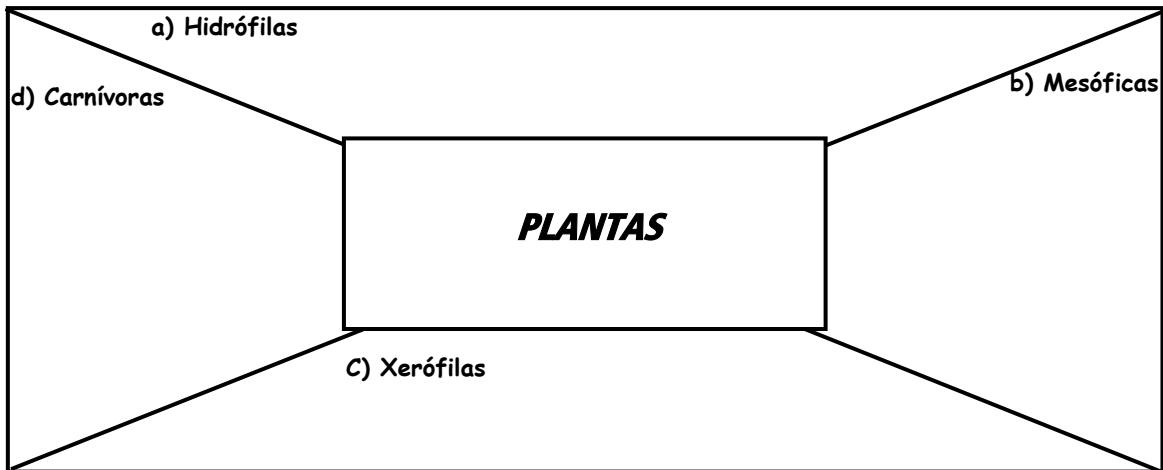 a) Hidrófilas
d) Carnívoras
b) Mesóficas
PLANTAS
C) Xerófilas